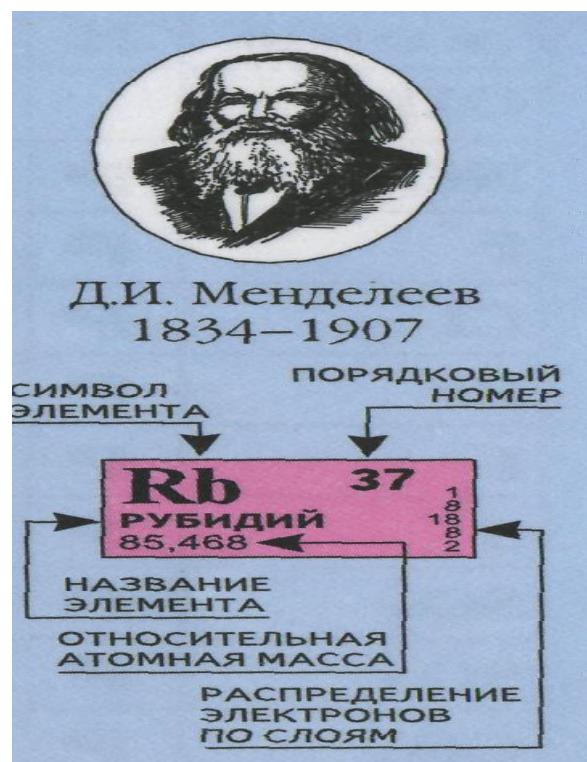 Д.И. Менделеев
1834–1907
СИМВОЛ
ЭЛЕМЕНТА
ПОРЯДКОВЫЙ
НОМЕР
Rb 37
РУБИДИЙ
85,468
1
8
18
8
2
НАЗВАНИЕ
ЭЛЕМЕНТА
ОТНОСИТЕЛЬНАЯ
АТОМНАЯ МАССА
РАСПРЕДЕЛЕНИЕ
ЭЛЕКТРОНОВ
ПО СЛОЯМ